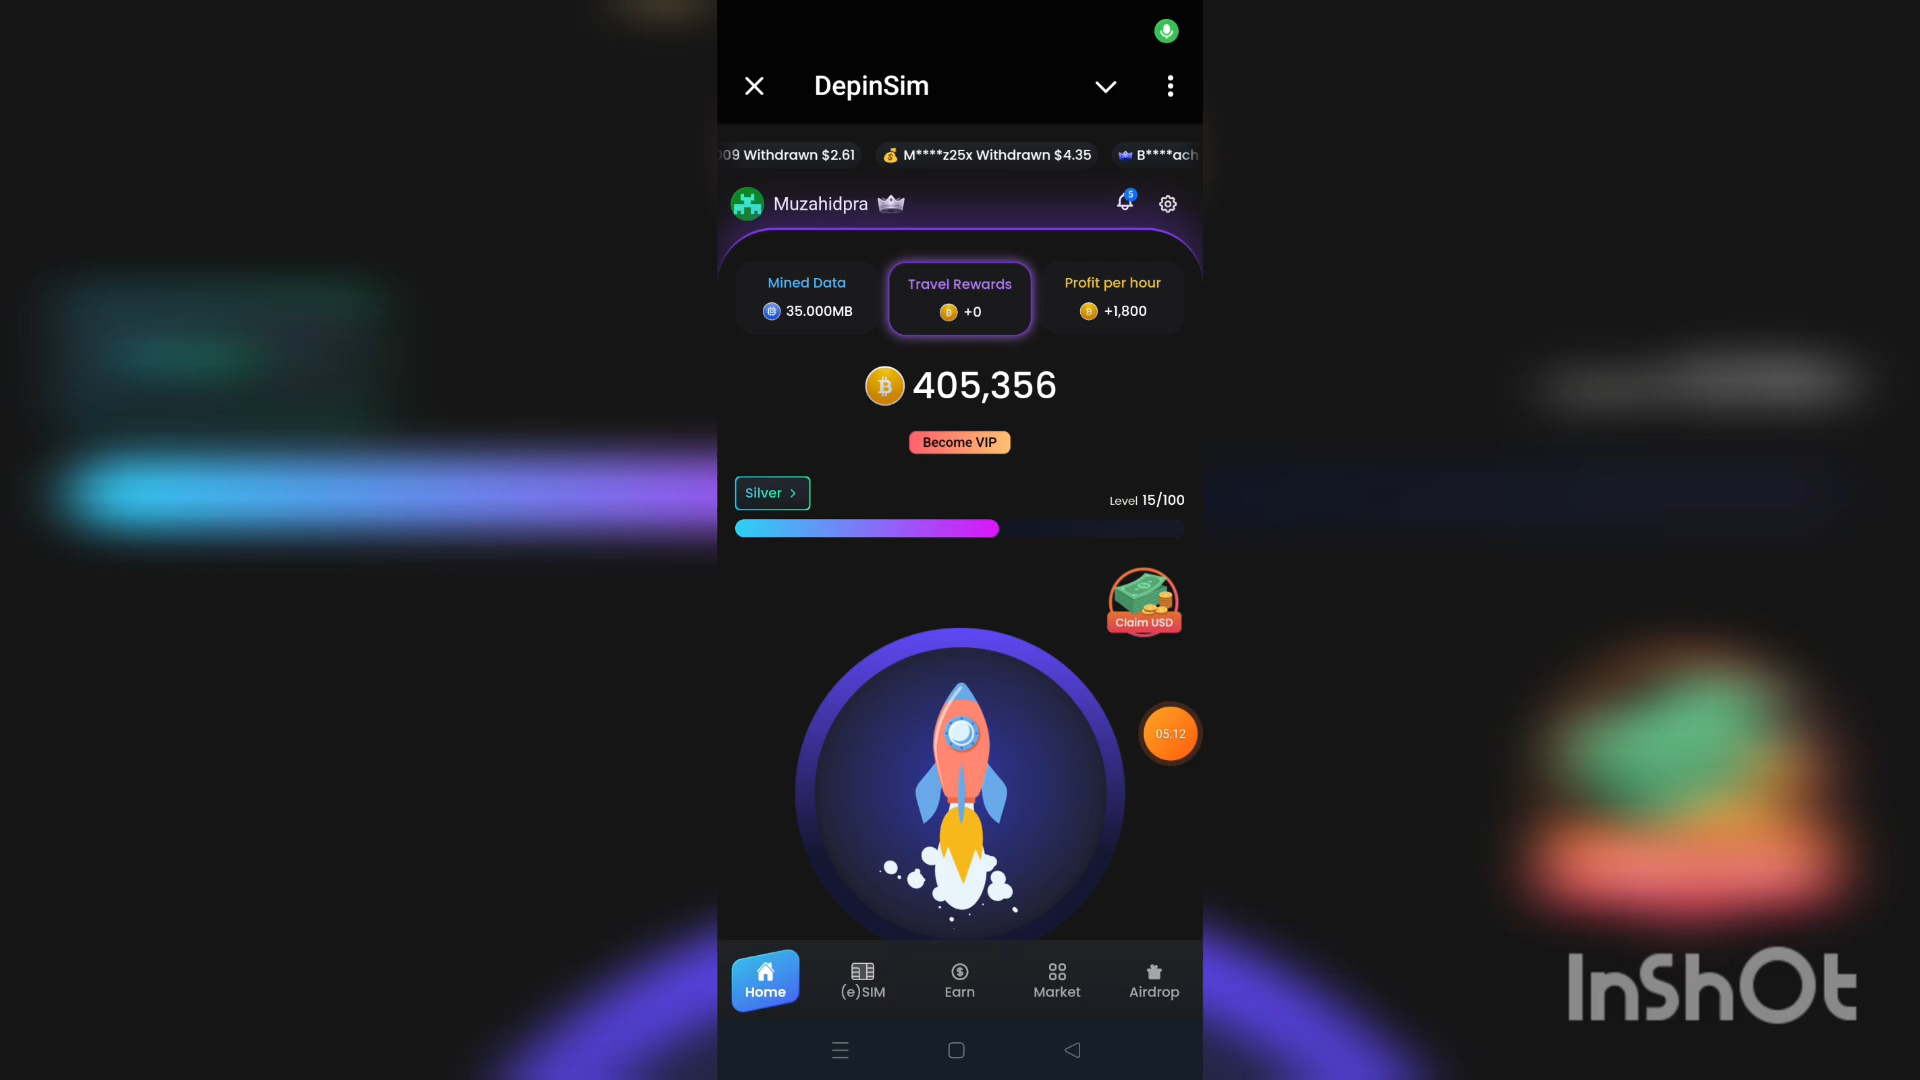 DepinSim
009 Withdrawn $2.61 M****z25x Withdrawn $4.35 B****ach
Muzahidpra
5
Mined Data Travel Rewards Profit per hour
35.000MB +0 +1,800
405,356
Become VIP
Silver >
Level 15/100
Claim USD
05:12
Home (e)SIM Earn Market Airdrop
InShOt